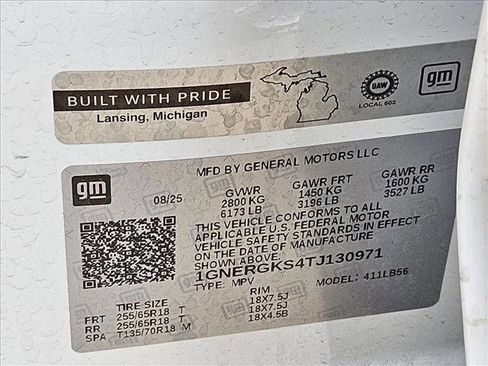 BUILT WITH PRIDE
Lansing, Michigan
UAW
LOCAL 602
gm
gm
MFD BY GENERAL MOTORS LLC
08/25
GVWR GAWR FRT GAWR RR
2800 KG 1450 KG 1600 KG
6173 LB 3196 LB 3527 LB
THIS VEHICLE CONFORMS TO ALL
APPLICABLE U.S. FEDERAL MOTOR
VEHICLE SAFETY STANDARDS IN EFFECT
ON THE DATE OF MANUFACTURE
SHOWN ABOVE.
1GNERGKS4TJ130971
TYPE: MPV MODEL: 411LB56
TIRE SIZE RIM
FRT 255/65R18 T 18X7.5J
RR 255/65R18 T 18X7.5J
SPA T135/70R18 M 18X4.5B